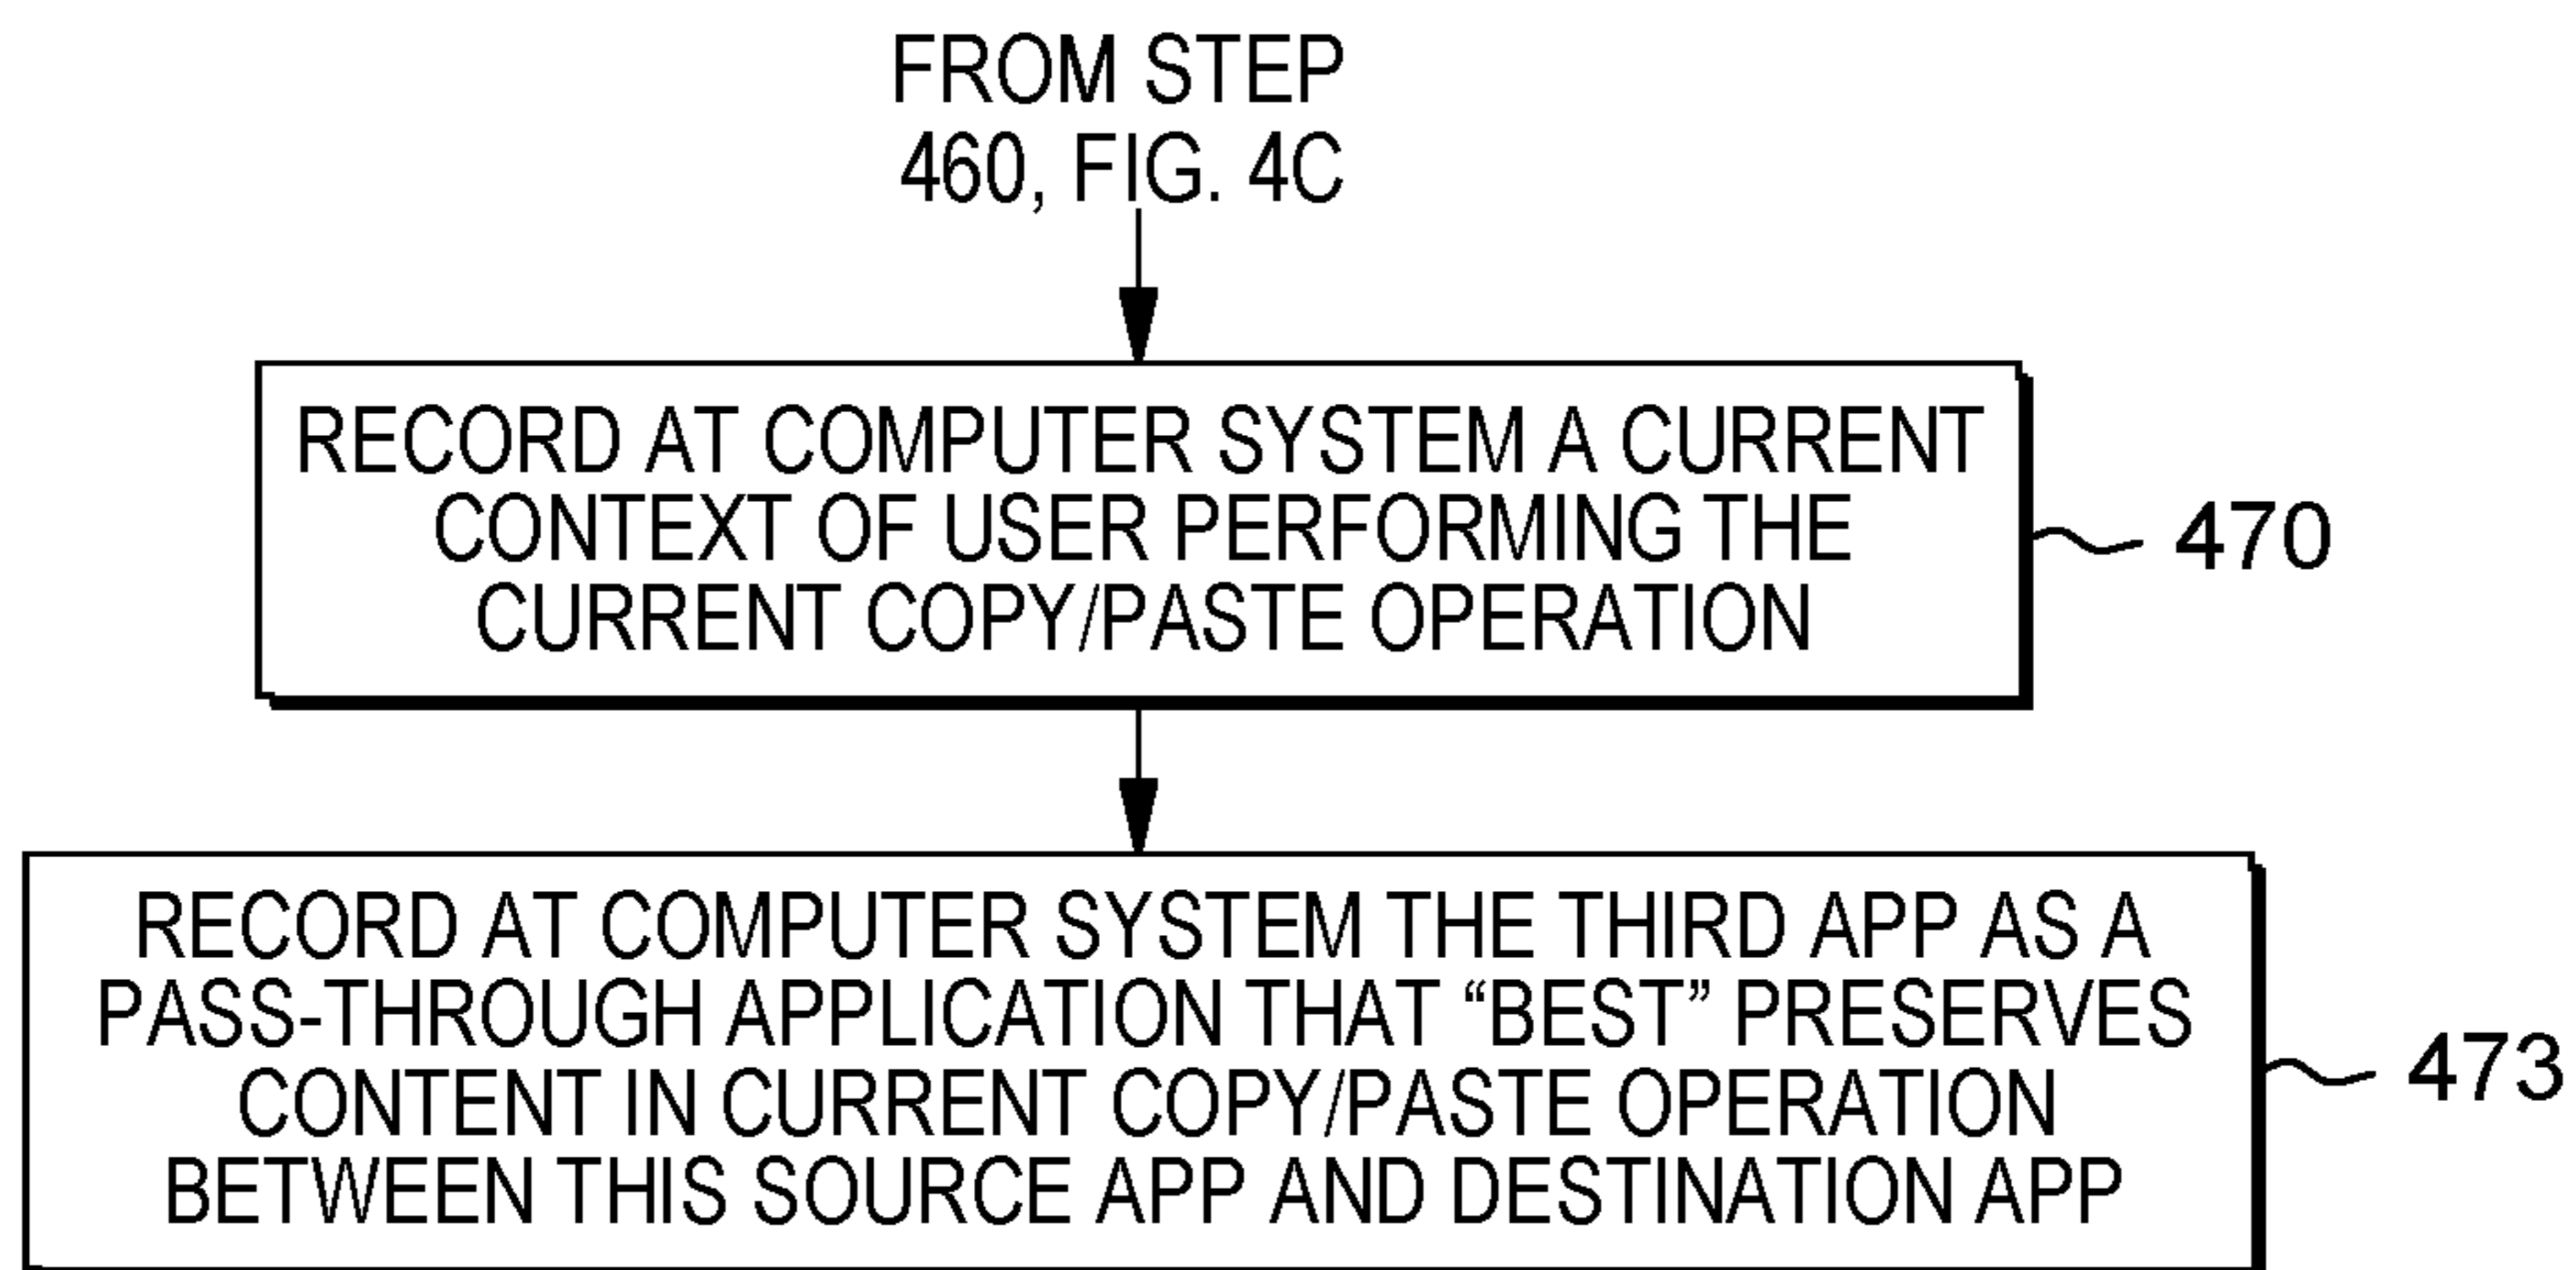 FROM STEP
460, FIG. 4C
RECORD AT COMPUTER SYSTEM A CURRENT
CONTEXT OF USER PERFORMING THE
CURRENT COPY/PASTE OPERATION
470
RECORD AT COMPUTER SYSTEM THE THIRD APP AS A
PASS-THROUGH APPLICATION THAT “BEST” PRESERVES
CONTENT IN CURRENT COPY/PASTE OPERATION
BETWEEN THIS SOURCE APP AND DESTINATION APP
473